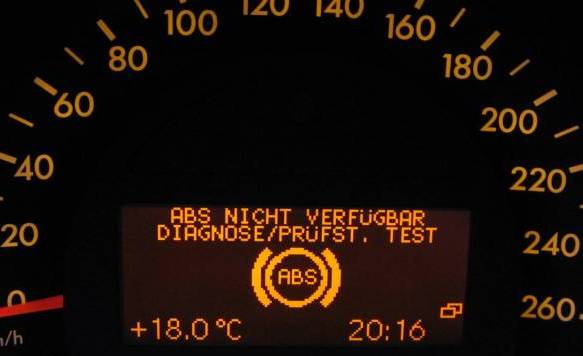 120 140
100 160
80 180
60 200
40 220
20 240
0 260
ABS NICHT VERFÜGBAR
DIAGNOSE/PRÜFST. TEST
ABS
+18.0°C 20:16